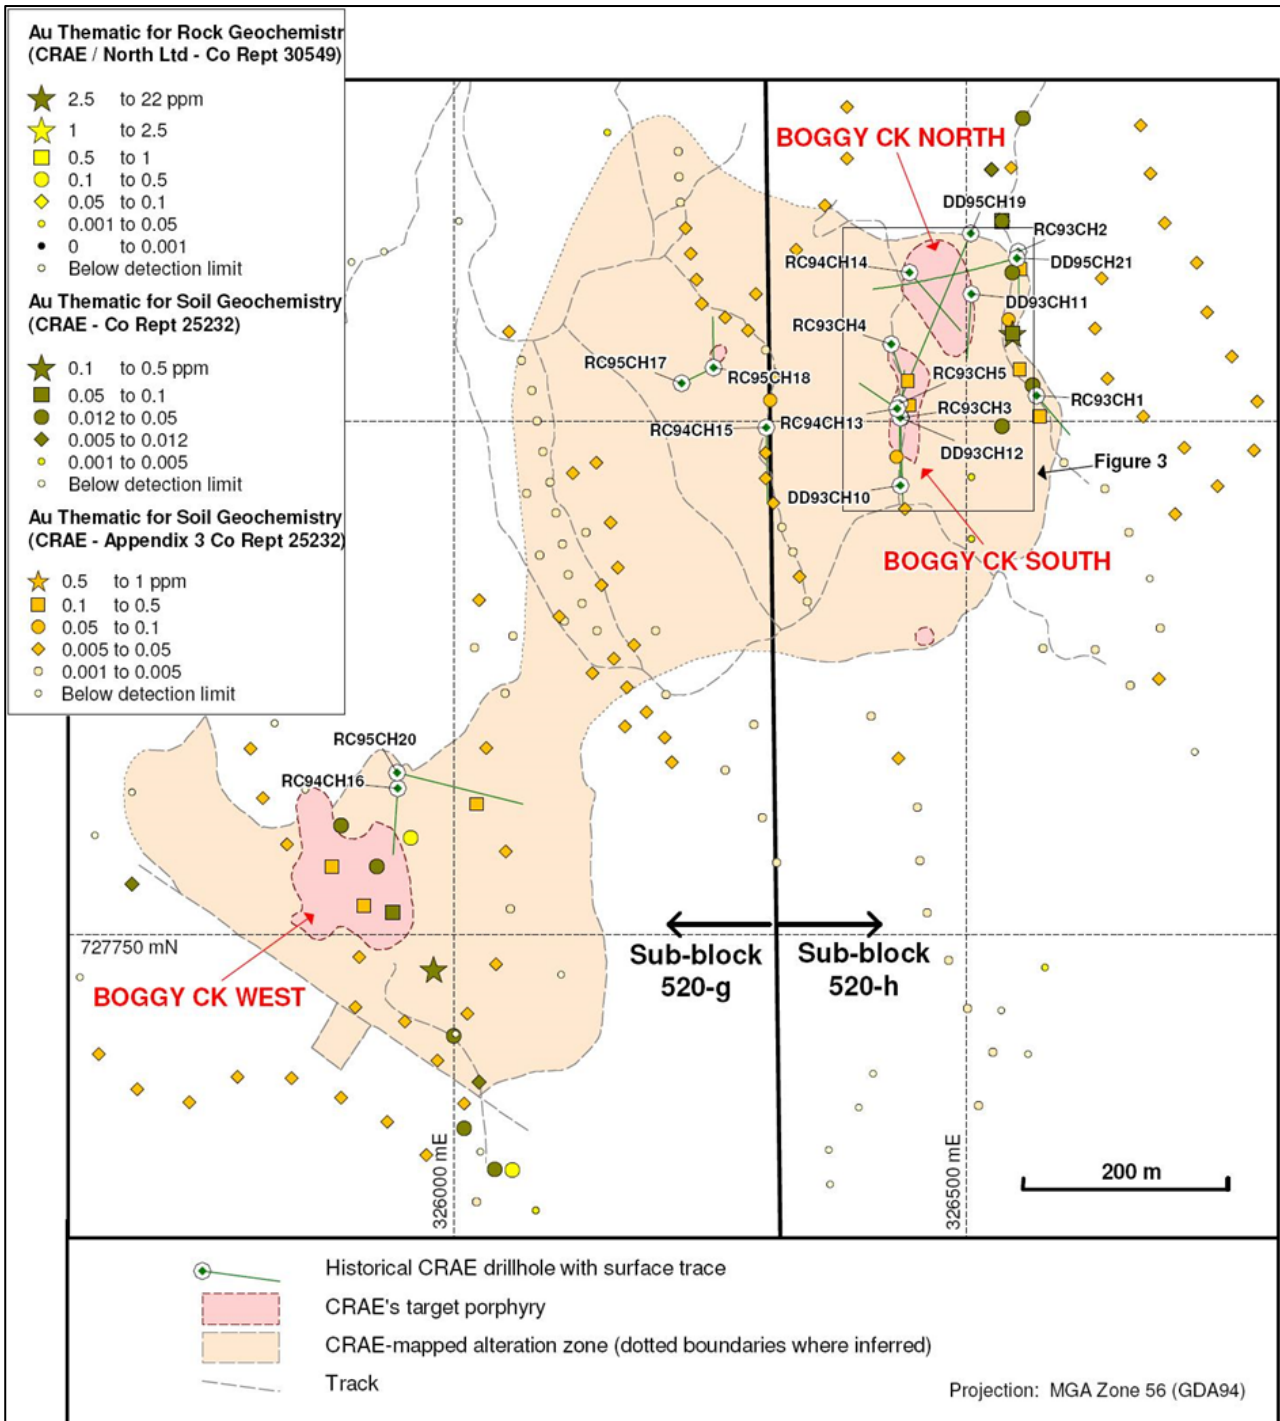 Au Thematic for Rock Geochemistr
(CRAE / North Ltd - Co Rept 30549)
2.5 to 22 ppm
1 to 2.5
0.5 to 1
0.1 to 0.5
0.05 to 0.1
0.001 to 0.05
0 to 0.001
Below detection limit
Au Thematic for Soil Geochemistry
(CRAE - Co Rept 25232)
0.1 to 0.5 ppm
0.05 to 0.1
0.012 to 0.05
0.005 to 0.012
0.001 to 0.005
Below detection limit
Au Thematic for Soil Geochemistry
(CRAE - Appendix 3 Co Rept 25232)
0.5 to 1 ppm
0.1 to 0.5
0.05 to 0.1
0.005 to 0.05
0.001 to 0.005
Below detection limit
BOGGY CK NORTH
DD95CH19
RC93CH2
RC94CH14
DD95CH21
DD93CH11
RC93CH4
RC95CH17
RC95CH18
RC93CH5
RC93CH1
RC93CH3
RC94CH15
RC94CH13
DD93CH12
Figure 3
DD93CH10
BOGGY CK SOUTH
RC95CH20
RC94CH16
727750 mN
Sub-block
520-g
Sub-block
520-h
BOGGY CK WEST
326000 mE
326500 mE
200 m
Historical CRAE drillhole with surface trace
CRAE's target porphyry
CRAE-mapped alteration zone (dotted boundaries where inferred)
Track
Projection: MGA Zone 56 (GDA94)